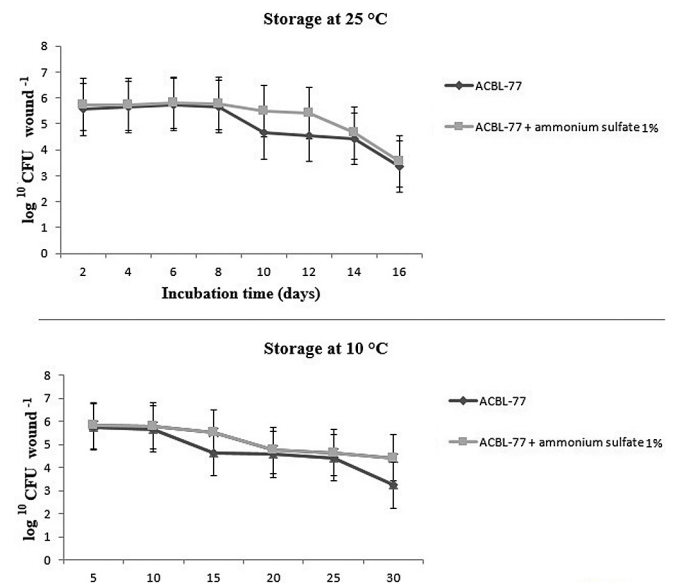 Storage at 25 °C
8
7
6
5
4
3
2
1
0
log 10 CFU wound -1
2 4 6 8 10 12 14 16
Incubation time (days)
ACBL-77
ACBL-77 + ammonium sulfate 1%
Storage at 10 °C
8
7
6
5
4
3
2
1
0
log 10 CFU wound -1
5 10 15 20 25 30
ACBL-77
ACBL-77 + ammonium sulfate 1%